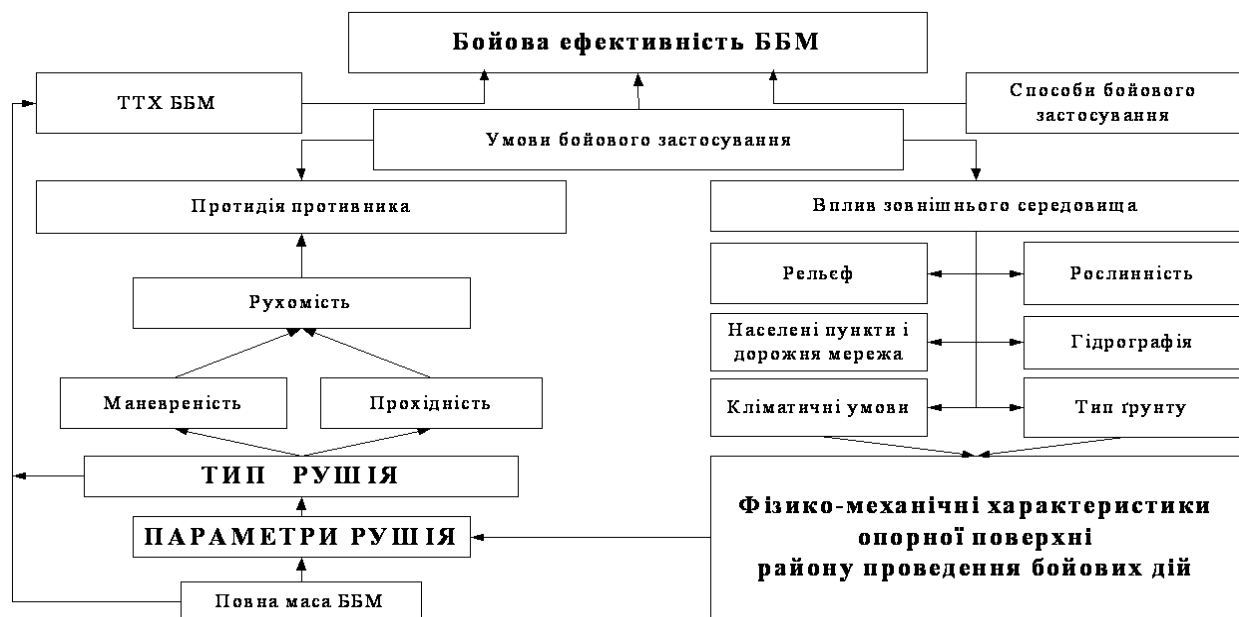 Бойова ефективність ББМ
ТТХ ББМ
Способи бойового
застосування
Умови бойового застосування
Протидія противника
Вплив зовнішнього середовища
Рельєф
Рослинність
Рухомість
Населені пункти і
дорожня мережа
Гідрографія
Маневреність
Прохідність
Кліматичні умови
Тип ґрунту
ТИП РУШІЯ
ПАРАМЕТРИ РУШІЯ
Фізико-механічні характеристики
опорної поверхні
району проведення бойових дій
Повна маса ББМ